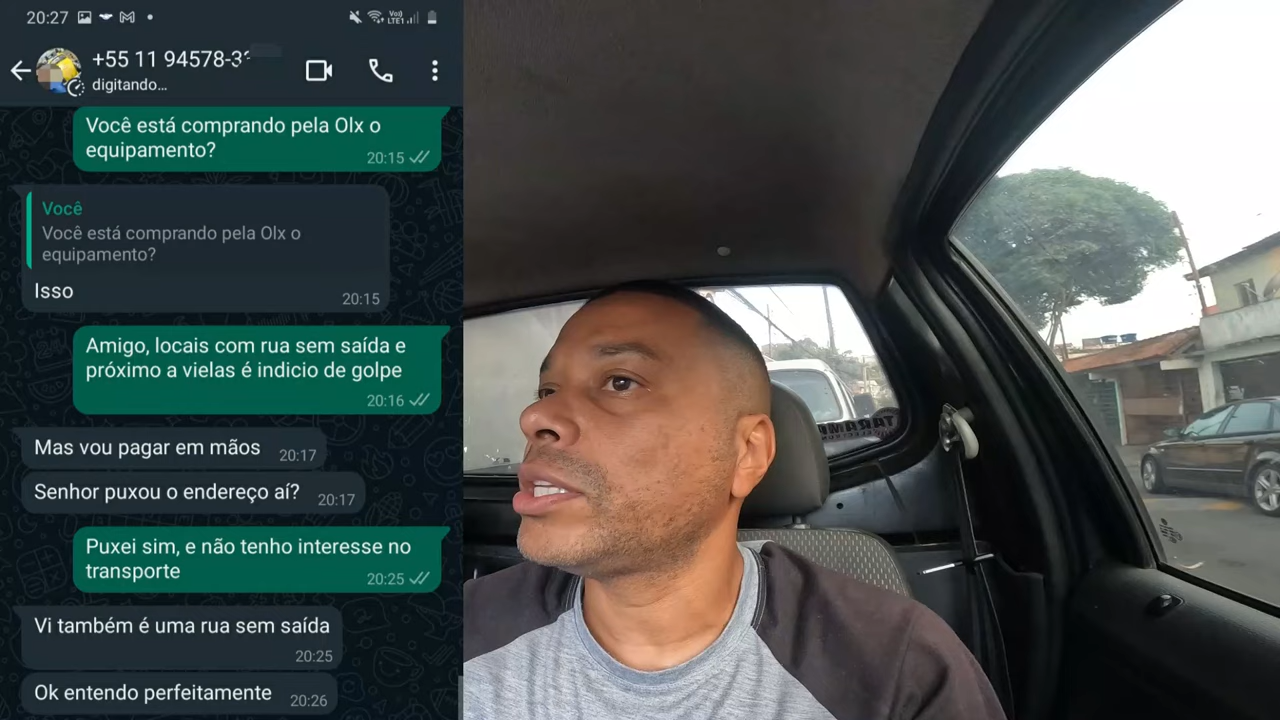 20:27
Vo))
LTE1
+55 11 94578-3
digitando...
Você está comprando pela Olx o
equipamento?
20:15
Você
Você está comprando pela Olx o
equipamento?
Isso
20:15
Amigo, locais com rua sem saída e
próximo a vielas é indicio de golpe
20:16
Mas vou pagar em mãos
20:17
Senhor puxou o endereço aí?
20:17
Puxei sim, e não tenho interesse no
transporte
20:25
Vi também é uma rua sem saída
20:25
Ok entendo perfeitamente
20:26